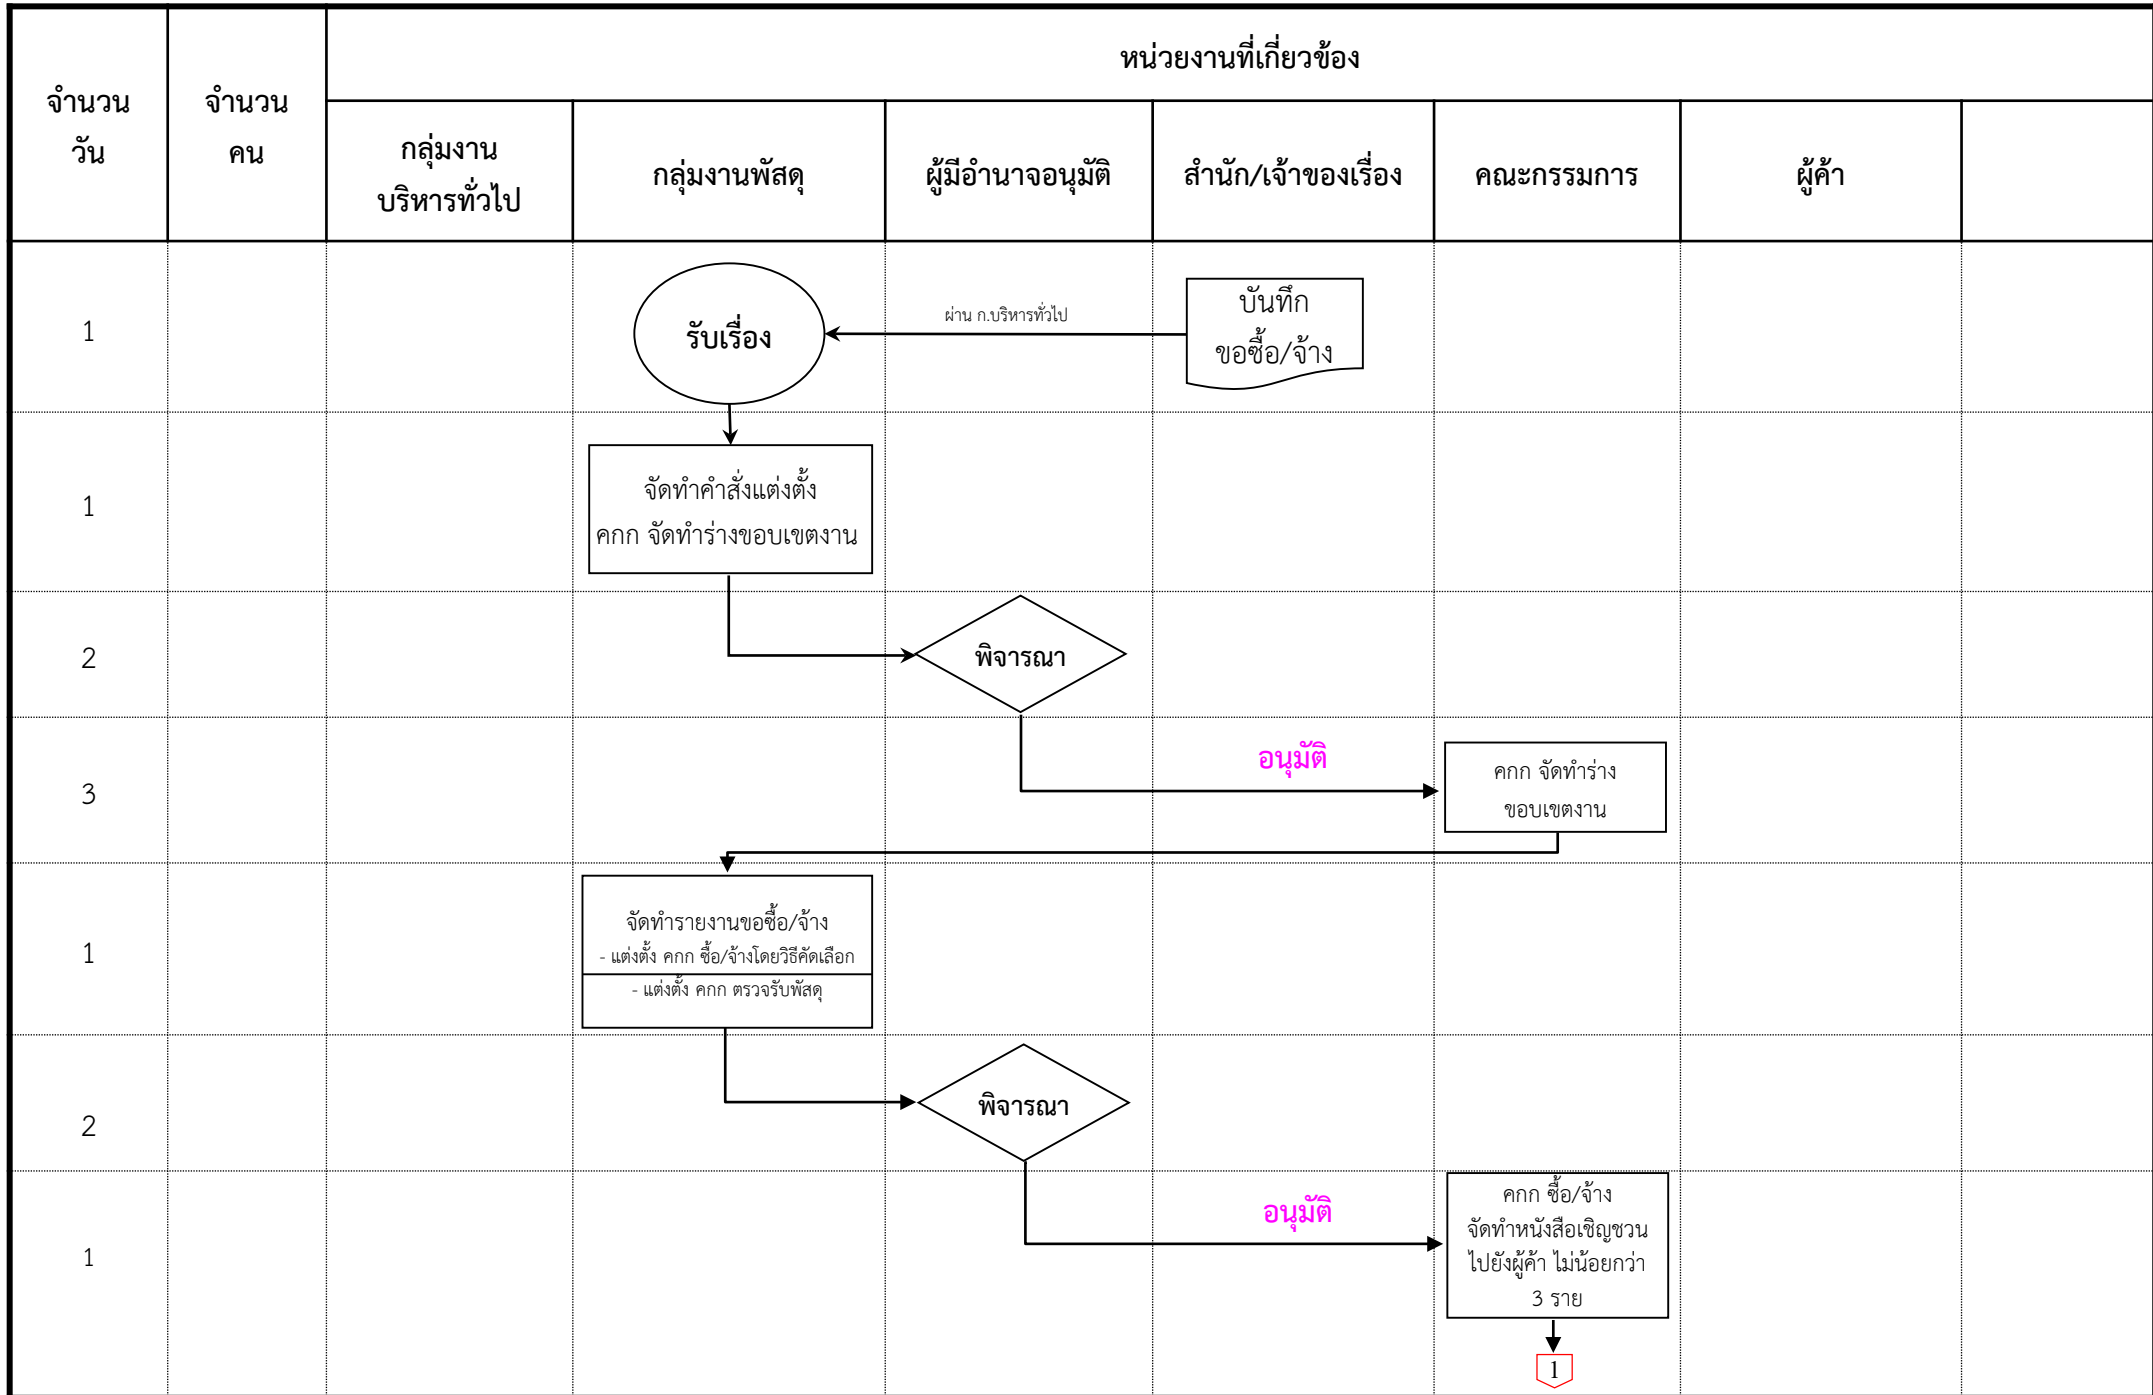 จำนวน
วัน
จำนวน
คน
หน่วยงานที่เกี่ยวข้อง
กลุ่มงาน
บริหารทั่วไป
กลุ่มงานพัสดุ
ผู้มีอำนาจอนุมัติ
สำนัก/เจ้าของเรื่อง
คณะกรรมการ
ผู้ค้า
1
รับเรื่อง
ผ่าน ก.บริหารทั่วไป
บันทึก
ขอซื้อ/จ้าง
1
จัดทำคำสั่งแต่งตั้ง
คกก จัดทำร่างขอบเขตงาน
2
พิจารณา
3
อนุมัติ
คกก จัดทำร่าง
ขอบเขตงาน
1
จัดทำรายงานขอซื้อ/จ้าง
- แต่งตั้ง คกก ซื้อ/จ้างโดยวิธีคัดเลือก
- แต่งตั้ง คกก ตรวจรับพัสดุ
2
พิจารณา
1
อนุมัติ
คกก ซื้อ/จ้าง
จัดทำหนังสือเชิญชวน
ไปยังผู้ค้า ไม่น้อยกว่า
3 ราย
1